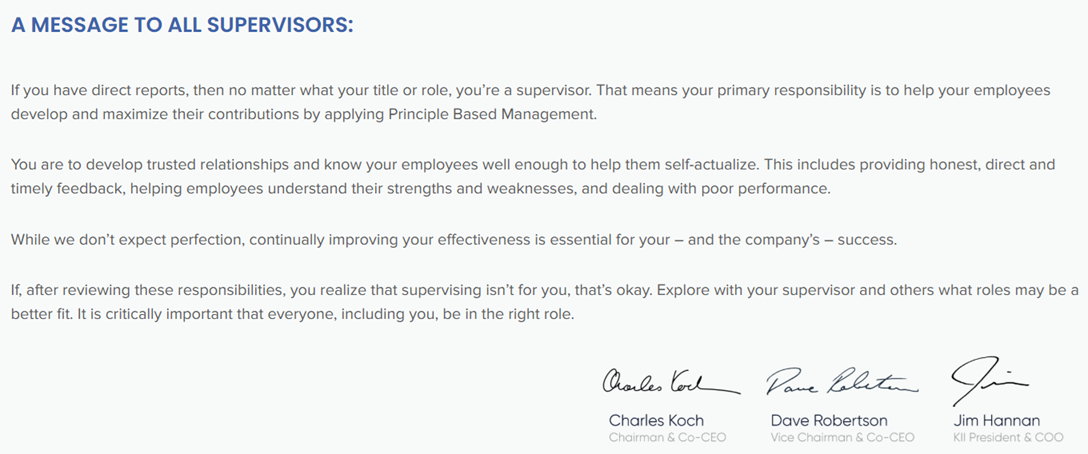 A MESSAGE TO ALL SUPERVISORS:
If you have direct reports, then no matter what your title or role, you’re a supervisor. That means your primary responsibility is to help your employees
develop and maximize their contributions by applying Principle Based Management.
You are to develop trusted relationships and know your employees well enough to help them self-actualize. This includes providing honest, direct and
timely feedback, helping employees understand their strengths and weaknesses, and dealing with poor performance.
While we don’t expect perfection, continually improving your effectiveness is essential for your – and the company’s – success.
If, after reviewing these responsibilities, you realize that supervising isn’t for you, that’s okay. Explore with your supervisor and others what roles may be a
better fit. It is critically important that everyone, including you, be in the right role.
Charles Koch Dave Robertson Jim
Charles Koch Dave Robertson Jim Hannan
Chairman & Co-CEO Vice Chairman & Co-CEO KII President & COO